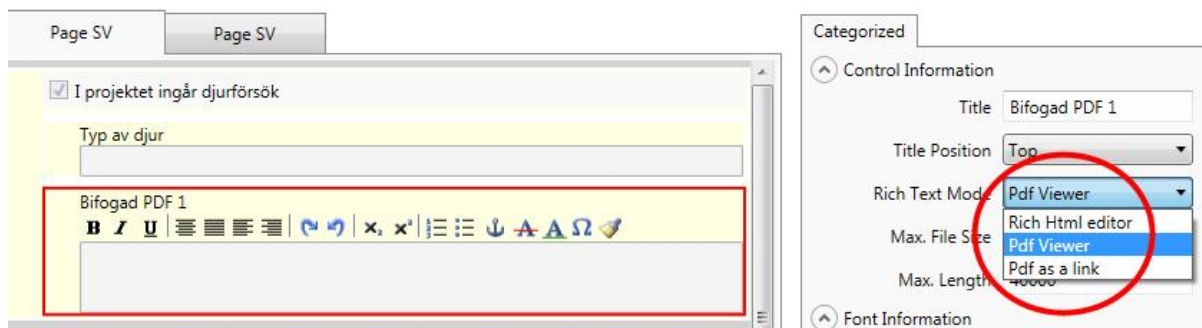 Page SV
Page SV
I projektet ingår djurförsök
Typ av djur
Bifogad PDF 1
B I U
Categorized
Control Information
Title Bifogad PDF 1
Title Position Top
Rich Text Mode Pdf Viewer
Rich Html editor
Pdf Viewer
Pdf as a link
Max. File Size
Max. Length
Font Information